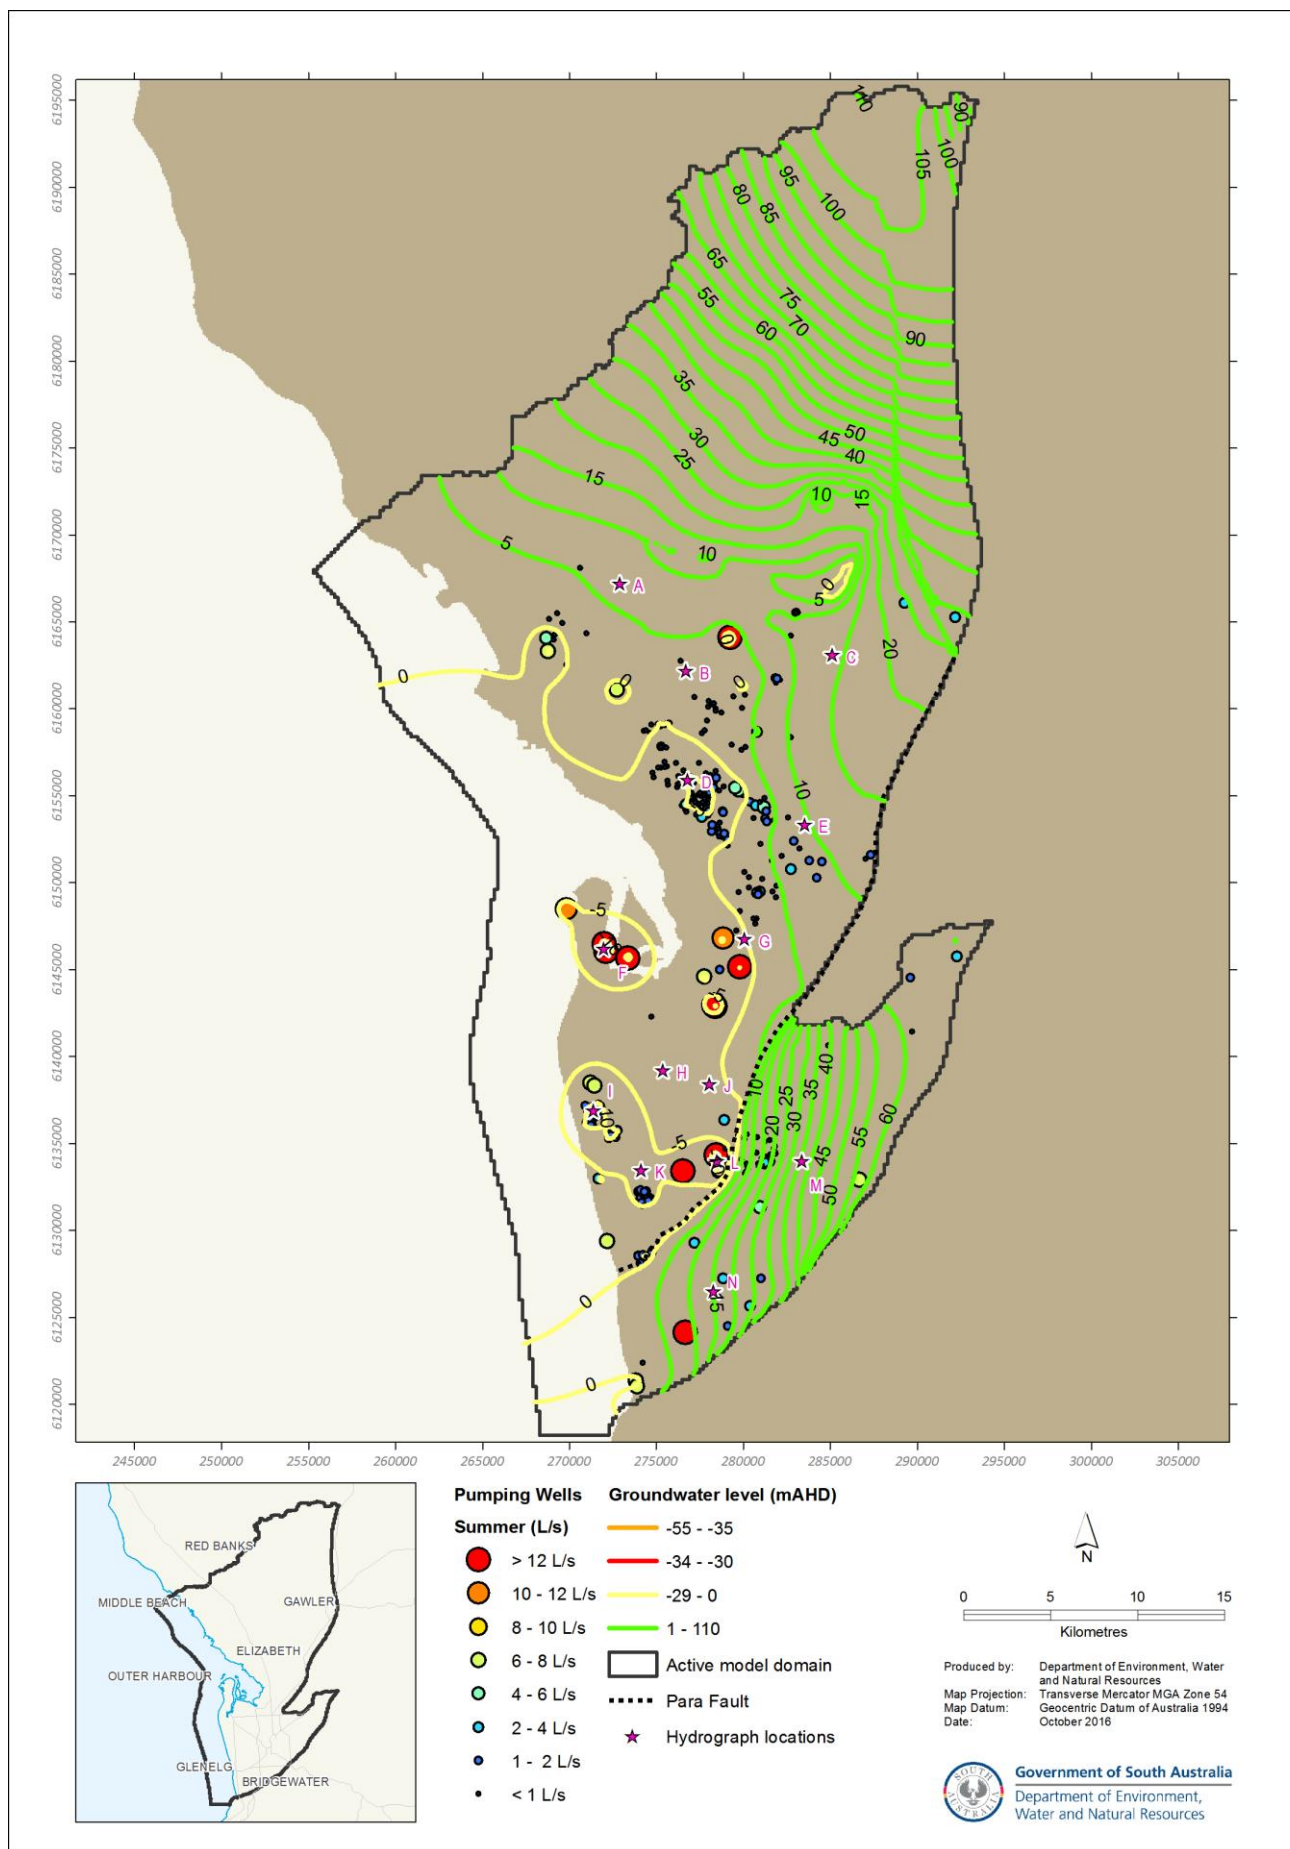 6195000
6190000
6185000
6180000
6175000
6170000
6165000
6160000
6155000
6150000
6145000
6140000
6135000
6130000
6125000
6120000
110
90
100
105
95
80
85
100
65
55
75
70
60
90
35
50
45
40
30
25
15
10
15
5
10
0
5
A
0
20
C
B
0
0
0
D
10
E
-5
G
F
-5
H
J
I
10
40
35
25
30
10
20
60
55
45
50
-5
K
L
M
N
15
0
0
245000 250000 255000 260000 265000 270000 275000 280000 285000 290000 295000 300000 305000
RED BANKS
MIDDLE BEACH
GAWLER
ELIZABETH
OUTER HARBOUR
GLENELG
BRIDGEWATER
Pumping Wells
Summer (L/s)
> 12 L/s
10 - 12 L/s
8 - 10 L/s
6 - 8 L/s
4 - 6 L/s
2 - 4 L/s
1 - 2 L/s
< 1 L/s
Groundwater level (mAHD)
-55 - -35
-34 - -30
-29 - 0
1 - 110
Active model domain
Para Fault
Hydrograph locations
N
0 5 10 15
Kilometres
Produced by: Department of Environment, Water
and Natural Resources
Map Projection: Transverse Mercator MGA Zone 54
Map Datum: Geocentric Datum of Australia 1994
Date: October 2016
SOUTH AUSTRALIA
Government of South Australia
Department of Environment,
Water and Natural Resources